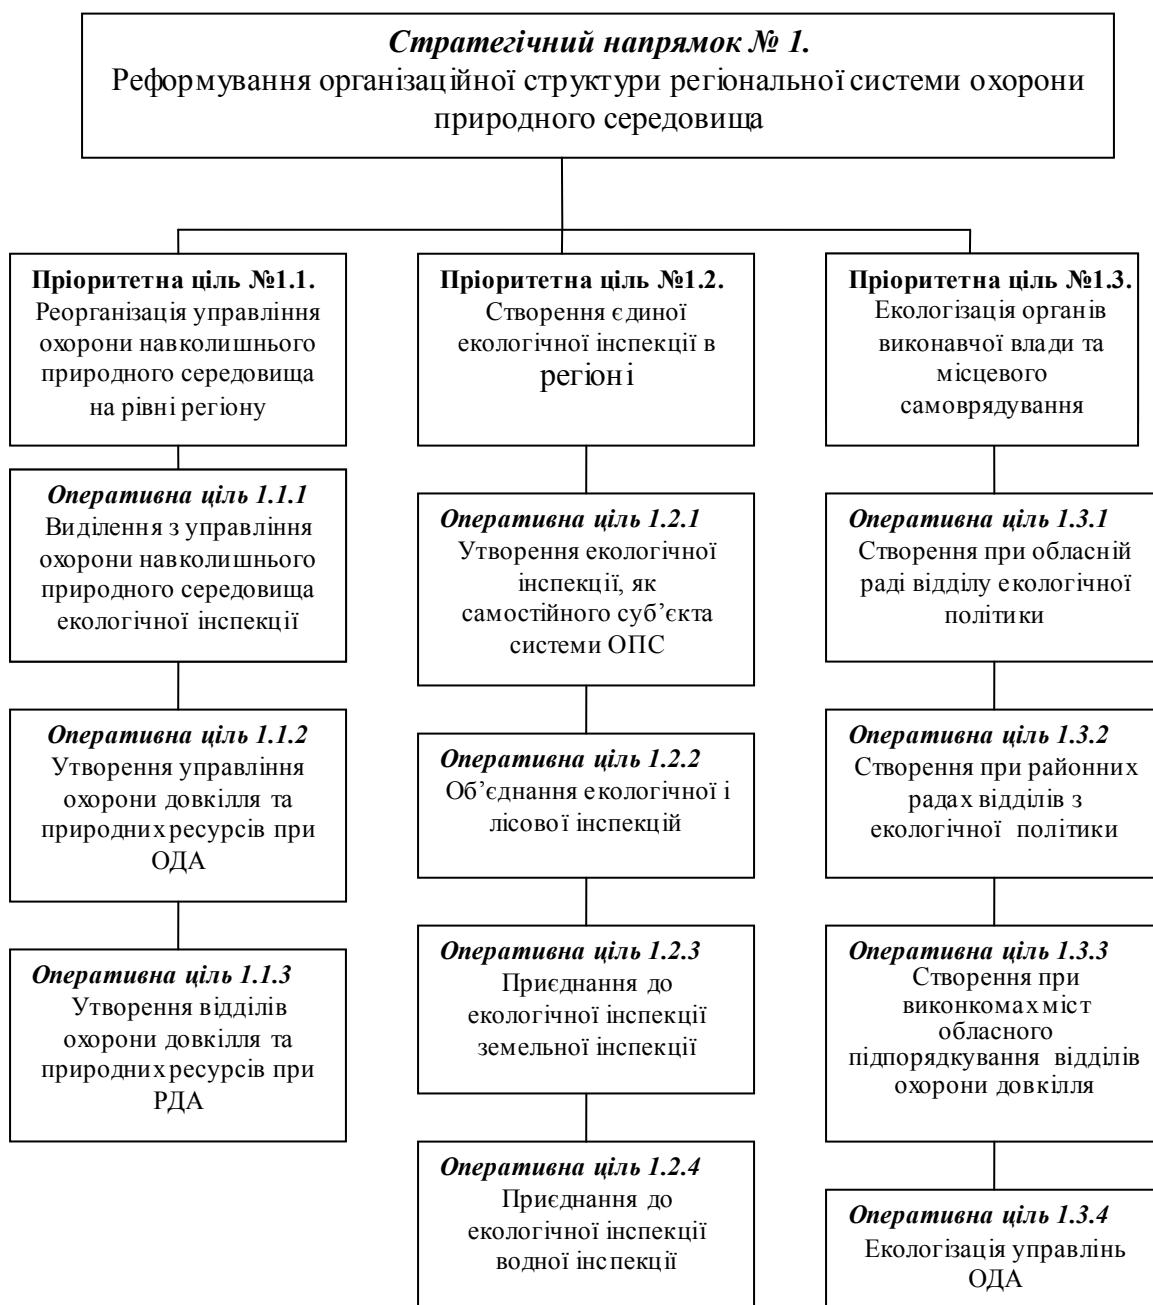 Стратегічний напрямок № 1.
Реформування організаційної структури регіональної системи охорони
природного середовища
Пріоритетна ціль №1.1.
Реорганізація управління
охорони навколишнього
природного середовища
на рівні регіону
Оперативна ціль 1.1.1
Виділення з управління
охорони навколишнього
природного середовища
екологічної інспекції
Оперативна ціль 1.1.2
Утворення управління
охорони довкілля та
природних ресурсів при
ОДА
Оперативна ціль 1.1.3
Утворення відділів
охорони довкілля та
природних ресурсів при
РДА
Пріоритетна ціль №1.2.
Створення єдиної
екологічної інспекції в
регіоні
Оперативна ціль 1.2.1
Утворення екологічної
інспекції, як
самостійного суб’єкта
системи ОПС
Оперативна ціль 1.2.2
Об’єднання екологічної і
лісової інспекцій
Оперативна ціль 1.2.3
Приєднання до
екологічної інспекції
земельної інспекції
Оперативна ціль 1.2.4
Приєднання до
екологічної інспекції
водної інспекції
Пріоритетна ціль №1.3.
Екологізація органів
виконавчої влади та
місцевого
самоврядування
Оперативна ціль 1.3.1
Створення при обласній
раді відділу екологічної
політики
Оперативна ціль 1.3.2
Створення при районних
радах відділів з
екологічної політики
Оперативна ціль 1.3.3
Створення при
виконкомах міст
обласного
підпорядкування відділів
охорони довкілля
Оперативна ціль 1.3.4
Екологізація управлінь
ОДА